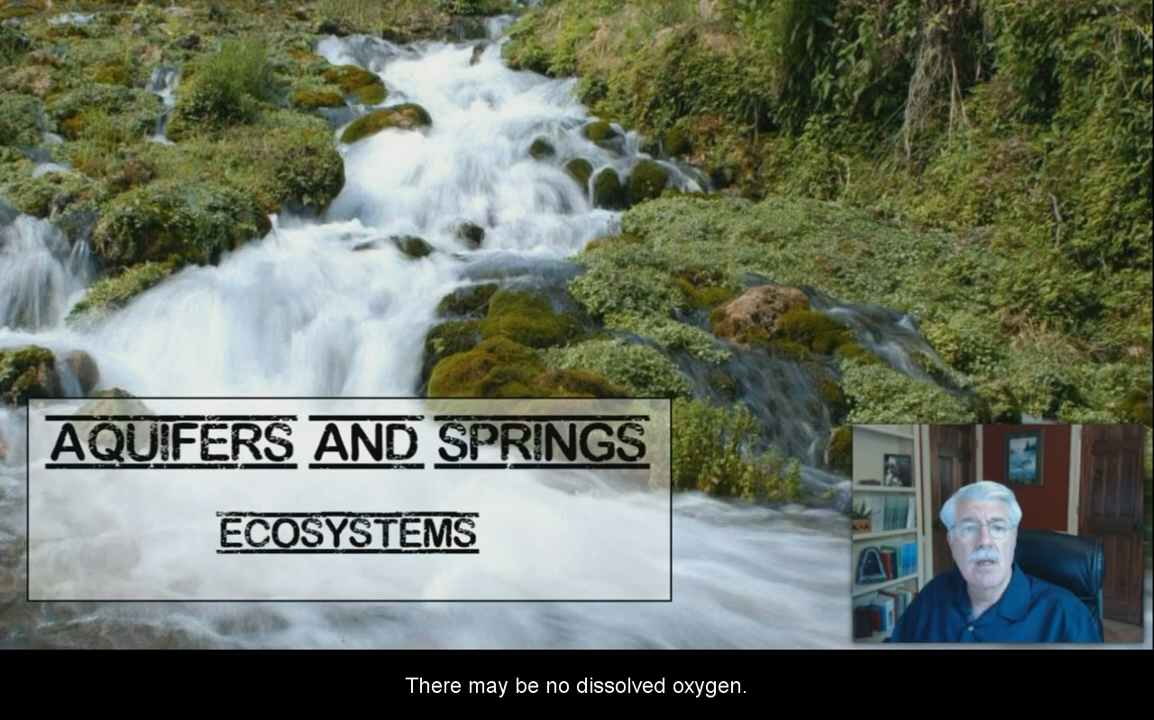 AQUIFERS AND SPRINGS
ECOSYSTEMS
There may be no dissolved oxygen.